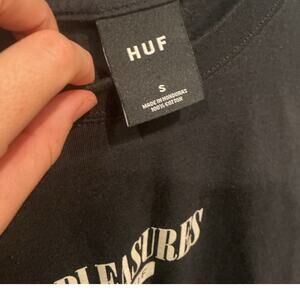 HUF
S
MADE IN HONDURAS
100% COTTON
PLEASURES